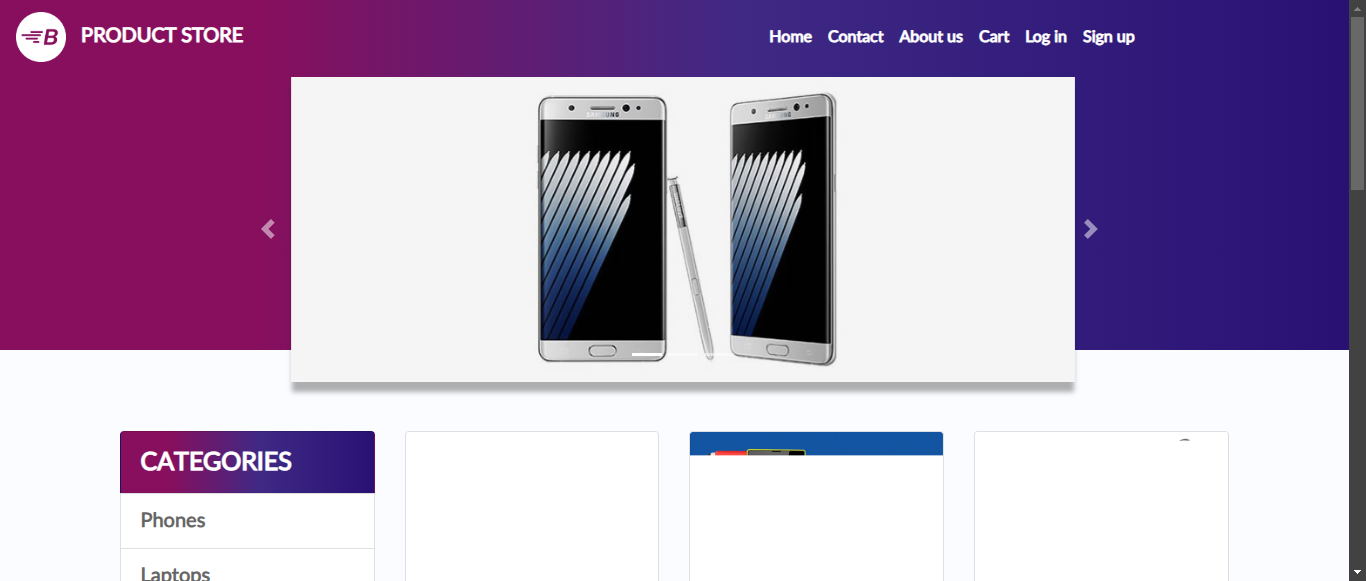 B PRODUCT STORE
Home Contact About us Cart Log in Sign up
SAMSUNG SAMSUNG
CATEGORIES
Phones
Laptops